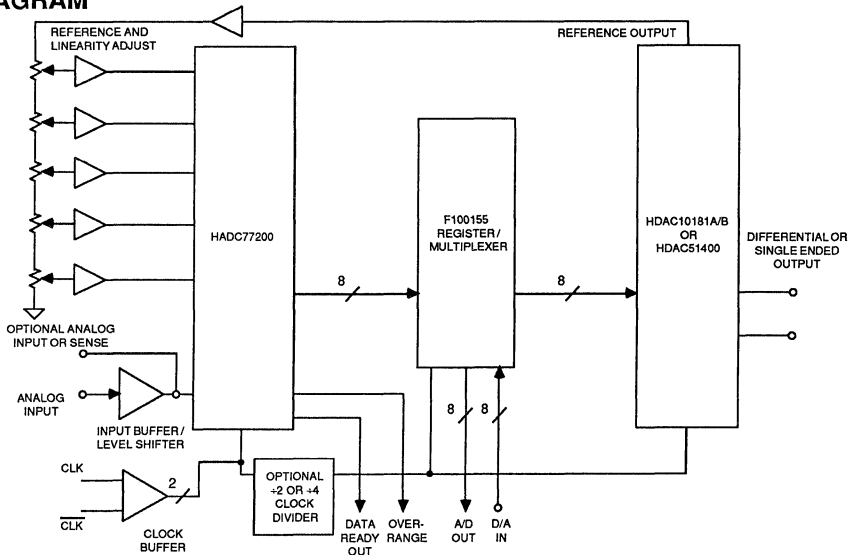 AGRAM
REFERENCE AND
LINEARITY ADJUST
REFERENCE OUTPUT
HADC77200
F100155
REGISTER /
MULTIPLEXER
HDAC10181A/B
OR
HDAC51400
DIFFERENTIAL OR
SINGLE ENDED
OUTPUT
8
8
OPTIONAL ANALOG
INPUT OR SENSE
ANALOG
INPUT
INPUT BUFFER /
LEVEL SHIFTER
8
8
CLK
2
CLK
CLOCK
BUFFER
OPTIONAL
÷2 OR ÷4
CLOCK
DIVIDER
DATA
READY
OUT
OVER-
RANGE
A/D
OUT
D/A
IN